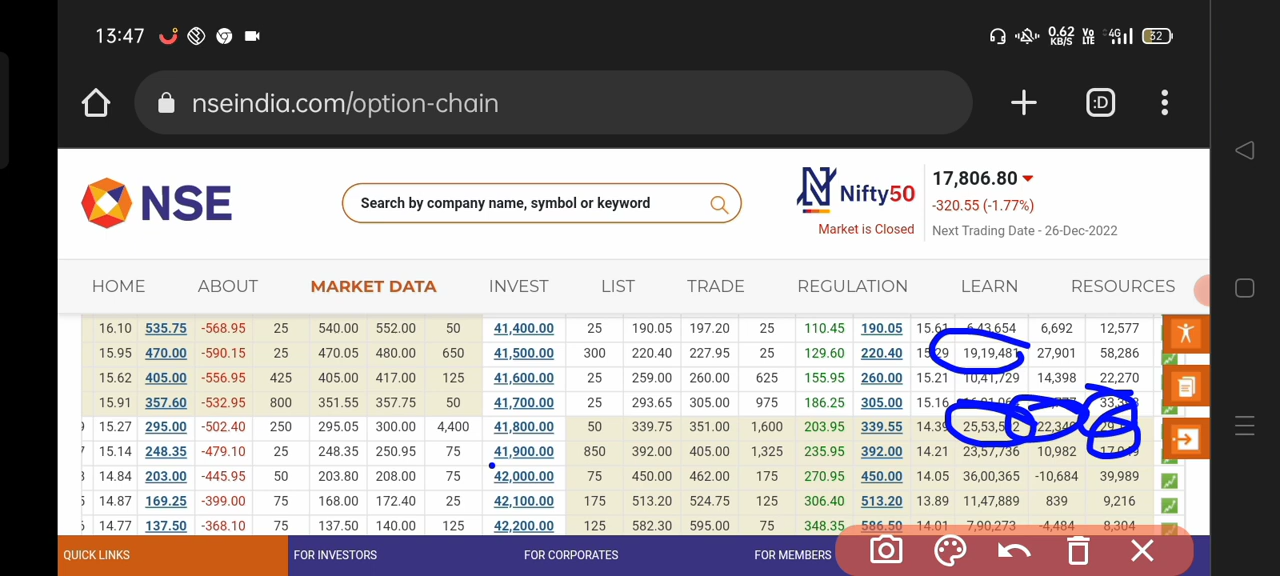 13:47 0.62 KB/S Vo LTE 4G 32
nseindia.com/option-chain :D
NSE
Search by company name, symbol or keyword
Nifty50
Market is Closed
17,806.80
-320.55 (-1.77%)
Next Trading Date - 26-Dec-2022
HOME ABOUT MARKET DATA INVEST LIST TRADE REGULATION LEARN RESOURCES
16.10 535.75 -568.95 25 540.00 552.00 50 41,400.00 25 190.05 197.20 25 110.45 190.05 15.61 6,43,654 6,692 12,577
15.95 470.00 -590.15 25 470.05 480.00 650 41,500.00 300 220.40 227.95 25 129.60 220.40 15.29 19,19,481 27,901 58,286
15.62 405.00 -556.95 425 405.00 417.00 125 41,600.00 25 259.00 260.00 625 155.95 260.00 15.21 10,41,729 14,398 22,270
15.91 357.60 -532.95 800 351.55 50 41,700.00 25 293.65 305.00 975 186.25 305.00 15.16
15.27 295.00 -502.40 250 295.05 300.00 4,400 41,800.00 50 339.75 351.00 1,600 203.95 339.55 14.39
15.14 248.35 -479.10 25 248.35 250.95 75 41,900.00 850 392.00 405.00 1,325 235.95 392.00 14.21 23,57,736 10,982
14.84 203.00 -445.95 50 203.80 208.00 75 42,000.00 75 450.00 462.00 175 270.95 450.00 14.05 36,00,365 -10,684 39,989
14.87 169.25 -399.00 75 168.00 172.40 25 42,100.00 175 513.20 524.75 125 306.40 513.20 13.89 11,47,889 839 9,216
14.77 137.50 -368.10 75 137.50 140.00 125 42,200.00 125 582.30 595.00 75 348.35 586.50 14.01 7,90,273 -4,484 8,304
QUICK LINKS FOR INVESTORS FOR CORPORATES FOR MEMBERS